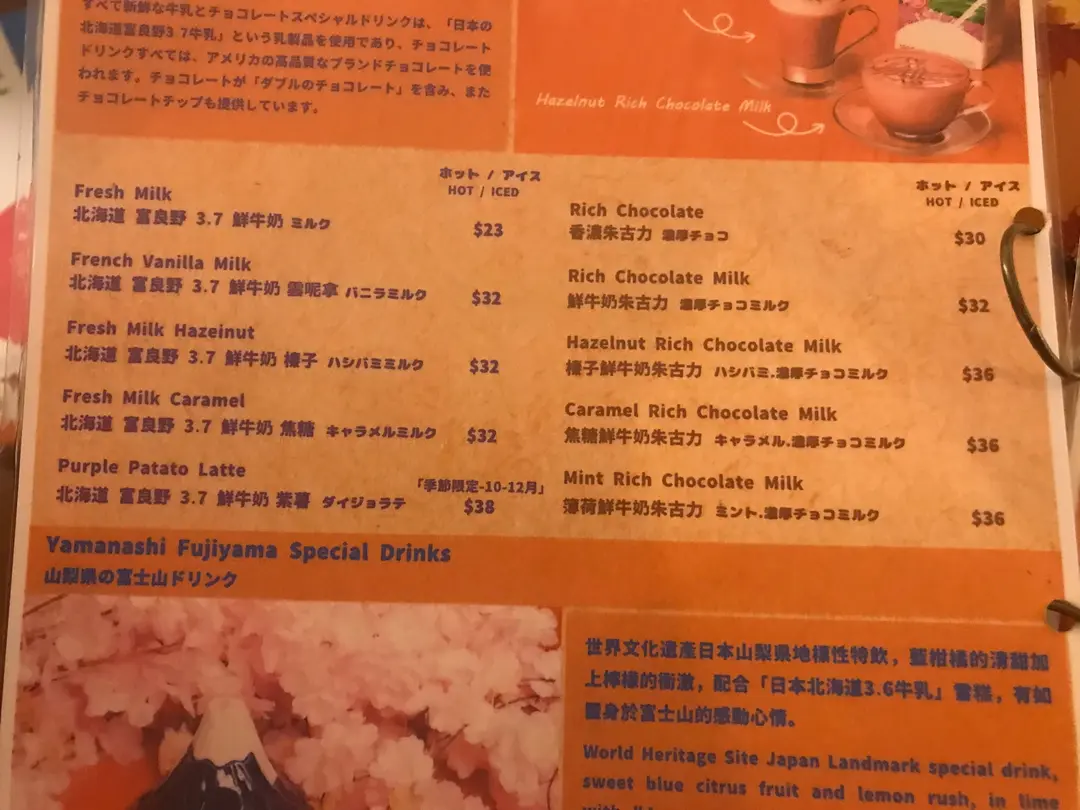 すべて新鮮な牛乳とチョコレートスペシャルドリンクは、「日本の
北海道富良野3.7牛乳」という乳製品を使用であり、チョコレート
ドリンクすべては、アメリカの高品質なブランドチョコレートを使
われます。チョコレートが「ダブルのチョコレート」を含み、また
チョコレートチップも提供しています。
Hazelnut Rich Chocolate Milk
ホット / アイス
HOT / ICED
Fresh Milk
北海道 富良野 3.7 鮮牛奶 ミルク $23
French Vanilla Milk
北海道 富良野 3.7 鮮牛奶 雲呢拿 バニラミルク $32
Fresh Milk Hazeinut
北海道 富良野 3.7 鮮牛奶 榛子 ハシバミミルク $32
Fresh Milk Caramel
北海道 富良野 3.7 鮮牛奶 焦糖 キャラメルミルク $32
Purple Patato Latte
「季節限定-10-12月」
北海道 富良野 3.7 鮮牛奶 紫薯 ダイジョラテ $38
ホット / アイス
HOT / ICED
Rich Chocolate
香濃朱古力 濃厚チョコ $30
Rich Chocolate Milk
鮮牛奶朱古力 濃厚チョコミルク $32
Hazelnut Rich Chocolate Milk
榛子鮮牛奶朱古力 ハシバミ.濃厚チョコミルク $36
Caramel Rich Chocolate Milk
焦糖鮮牛奶朱古力 キャラメル.濃厚チョコミルク $36
Mint Rich Chocolate Milk
薄荷鮮牛奶朱古力 ミント.濃厚チョコミルク $36
Yamanashi Fujiyama Special Drinks
山梨県の富士山ドリンク
世界文化遺產日本山梨県地標性特飲，藍柑橘的清甜加
上檸檬的衝激，配合「日本北海道3.6牛乳」雪糕，有如
置身於富士山的感動心情。
World Heritage Site Japan Landmark special drink,
sweet blue citrus fruit and lemon rush, in lime